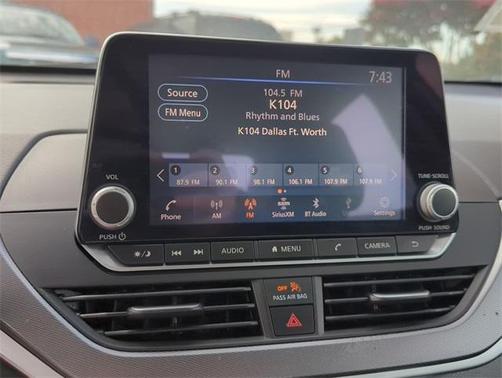 FM
7:43
Source
104.5 FM
K104
FM Menu
Rhythm and Blues
K104 Dallas Ft. Worth
1 2 3 4 5 6
87.9 FM 90.1 FM 98.1 FM 106.1 FM 107.9 FM 107.9 FM
VOL
TUNE·SCROLL
Phone AM FM SiriusXM BT Audio Settings
PUSH
PUSH SOUND
AUDIO MENU CAMERA
OFF
PASS AIR BAG